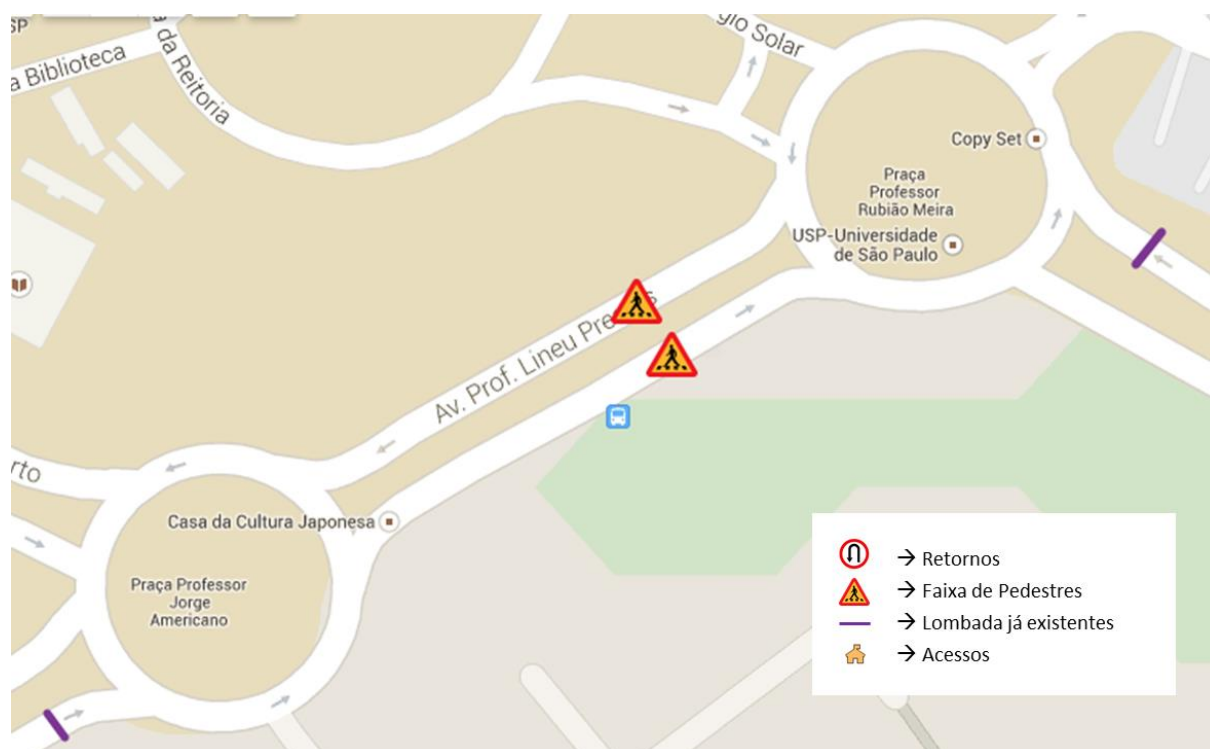 SP
a Biblioteca
a da Reitoria
gio Solar
Copy Set
Praça
Professor
Rubião Meira
USP-Universidade
de São Paulo
Av. Prof. Lineu Pre
rto
Casa da Cultura Japonesa
Praça Professor
Jorge
Americano
→ Retornos
→ Faixa de Pedestres
→ Lombada já existentes
→ Acessos